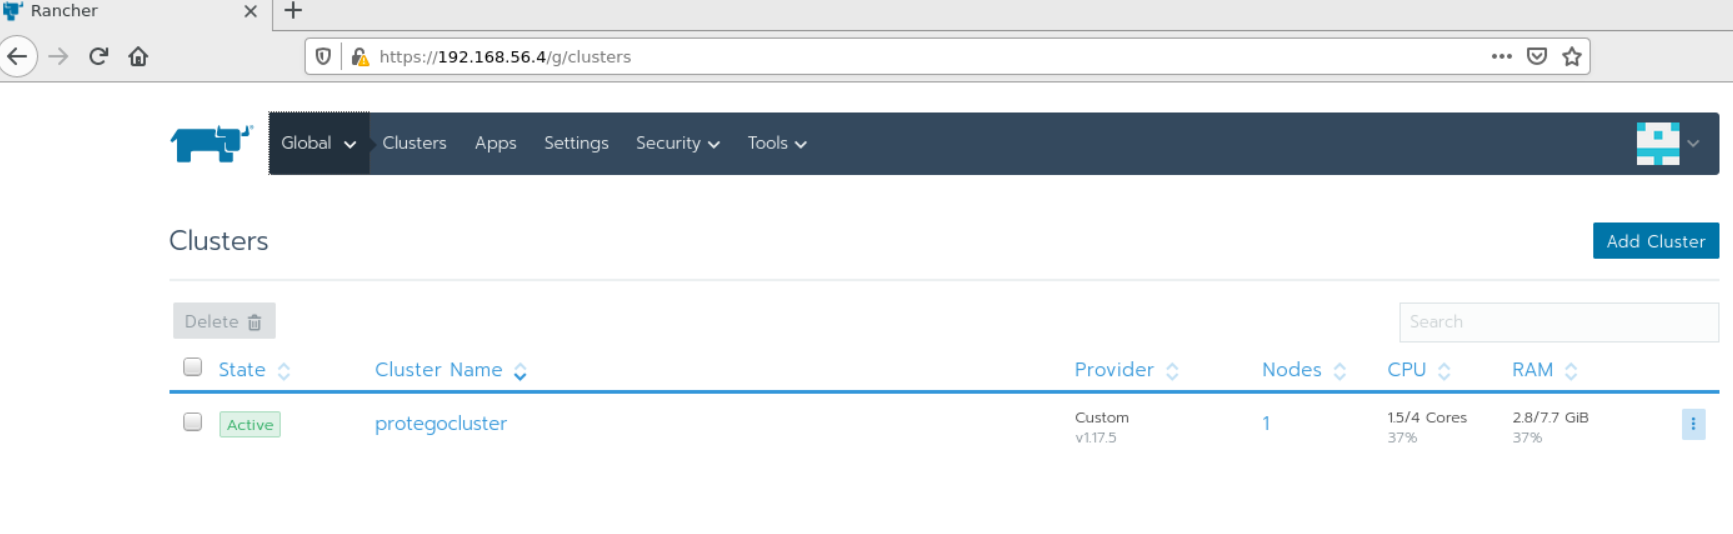 Rancher
https://192.168.56.4/g/clusters
Global Clusters Apps Settings Security Tools
Clusters
Add Cluster
Delete
Search
State Cluster Name Provider Nodes CPU RAM
Active protegocluster Custom 1 1.5/4 Cores 2.8/7.7 GiB
v1.17.5 37% 37%